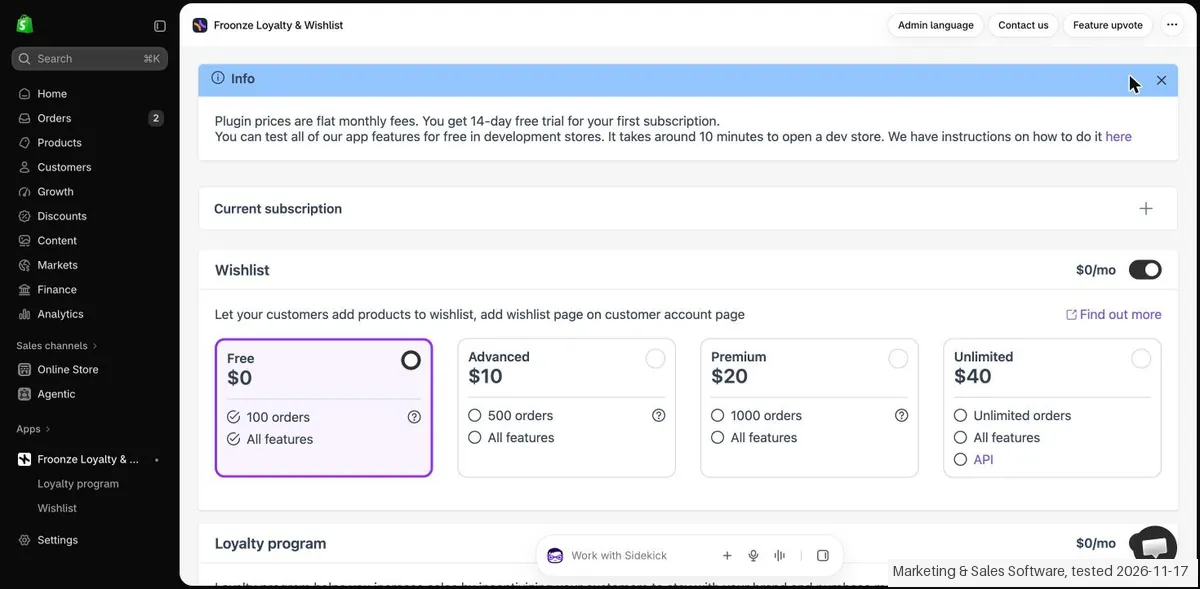 Froonze Loyalty & Wishlist
Admin language
Contact us
Feature upvote
Search
⌘K
Home
Orders
2
Products
Customers
Growth
Discounts
Content
Markets
Finance
Analytics
Sales channels
Online Store
Agentic
Apps
Froonze Loyalty & ...
Loyalty program
Wishlist
Settings
Info
Plugin prices are flat monthly fees. You get 14-day free trial for your first subscription.
You can test all of our app features for free in development stores. It takes around 10 minutes to open a dev store. We have instructions on how to do it here
Current subscription
Wishlist
$0/mo
Let your customers add products to wishlist, add wishlist page on customer account page
Find out more
Free
$0
100 orders
All features
Advanced
$10
500 orders
All features
Premium
$20
1000 orders
All features
Unlimited
$40
Unlimited orders
All features
API
Loyalty program
$0/mo
Work with Sidekick
Marketing & Sales Software, tested 2026-11-17